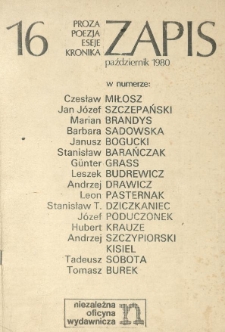 16
PROZA
POEZJA
ESEJE
KRONIKA
ZAPIS
październik 1980
w numerze:
Czesław MIŁOSZ
Jan Józef SZCZEPAŃSKI
Marian BRANDYS
Barbara SADOWSKA
Janusz BOGUCKI
Stanisław BARAŃCZAK
Günter GRASS
Leszek BUDREWICZ
Andrzej DRAWICZ
Leon PASTERNAK
Stanisław T. DZICZKANIEC
Józef PODUCZONEK
Hubert KRAUZE
Andrzej SZCZYPIORSKI
KISIEL
Tadeusz SOBOTA
Tomasz BUREK
niezależna
oficyna
wydawnicza
n